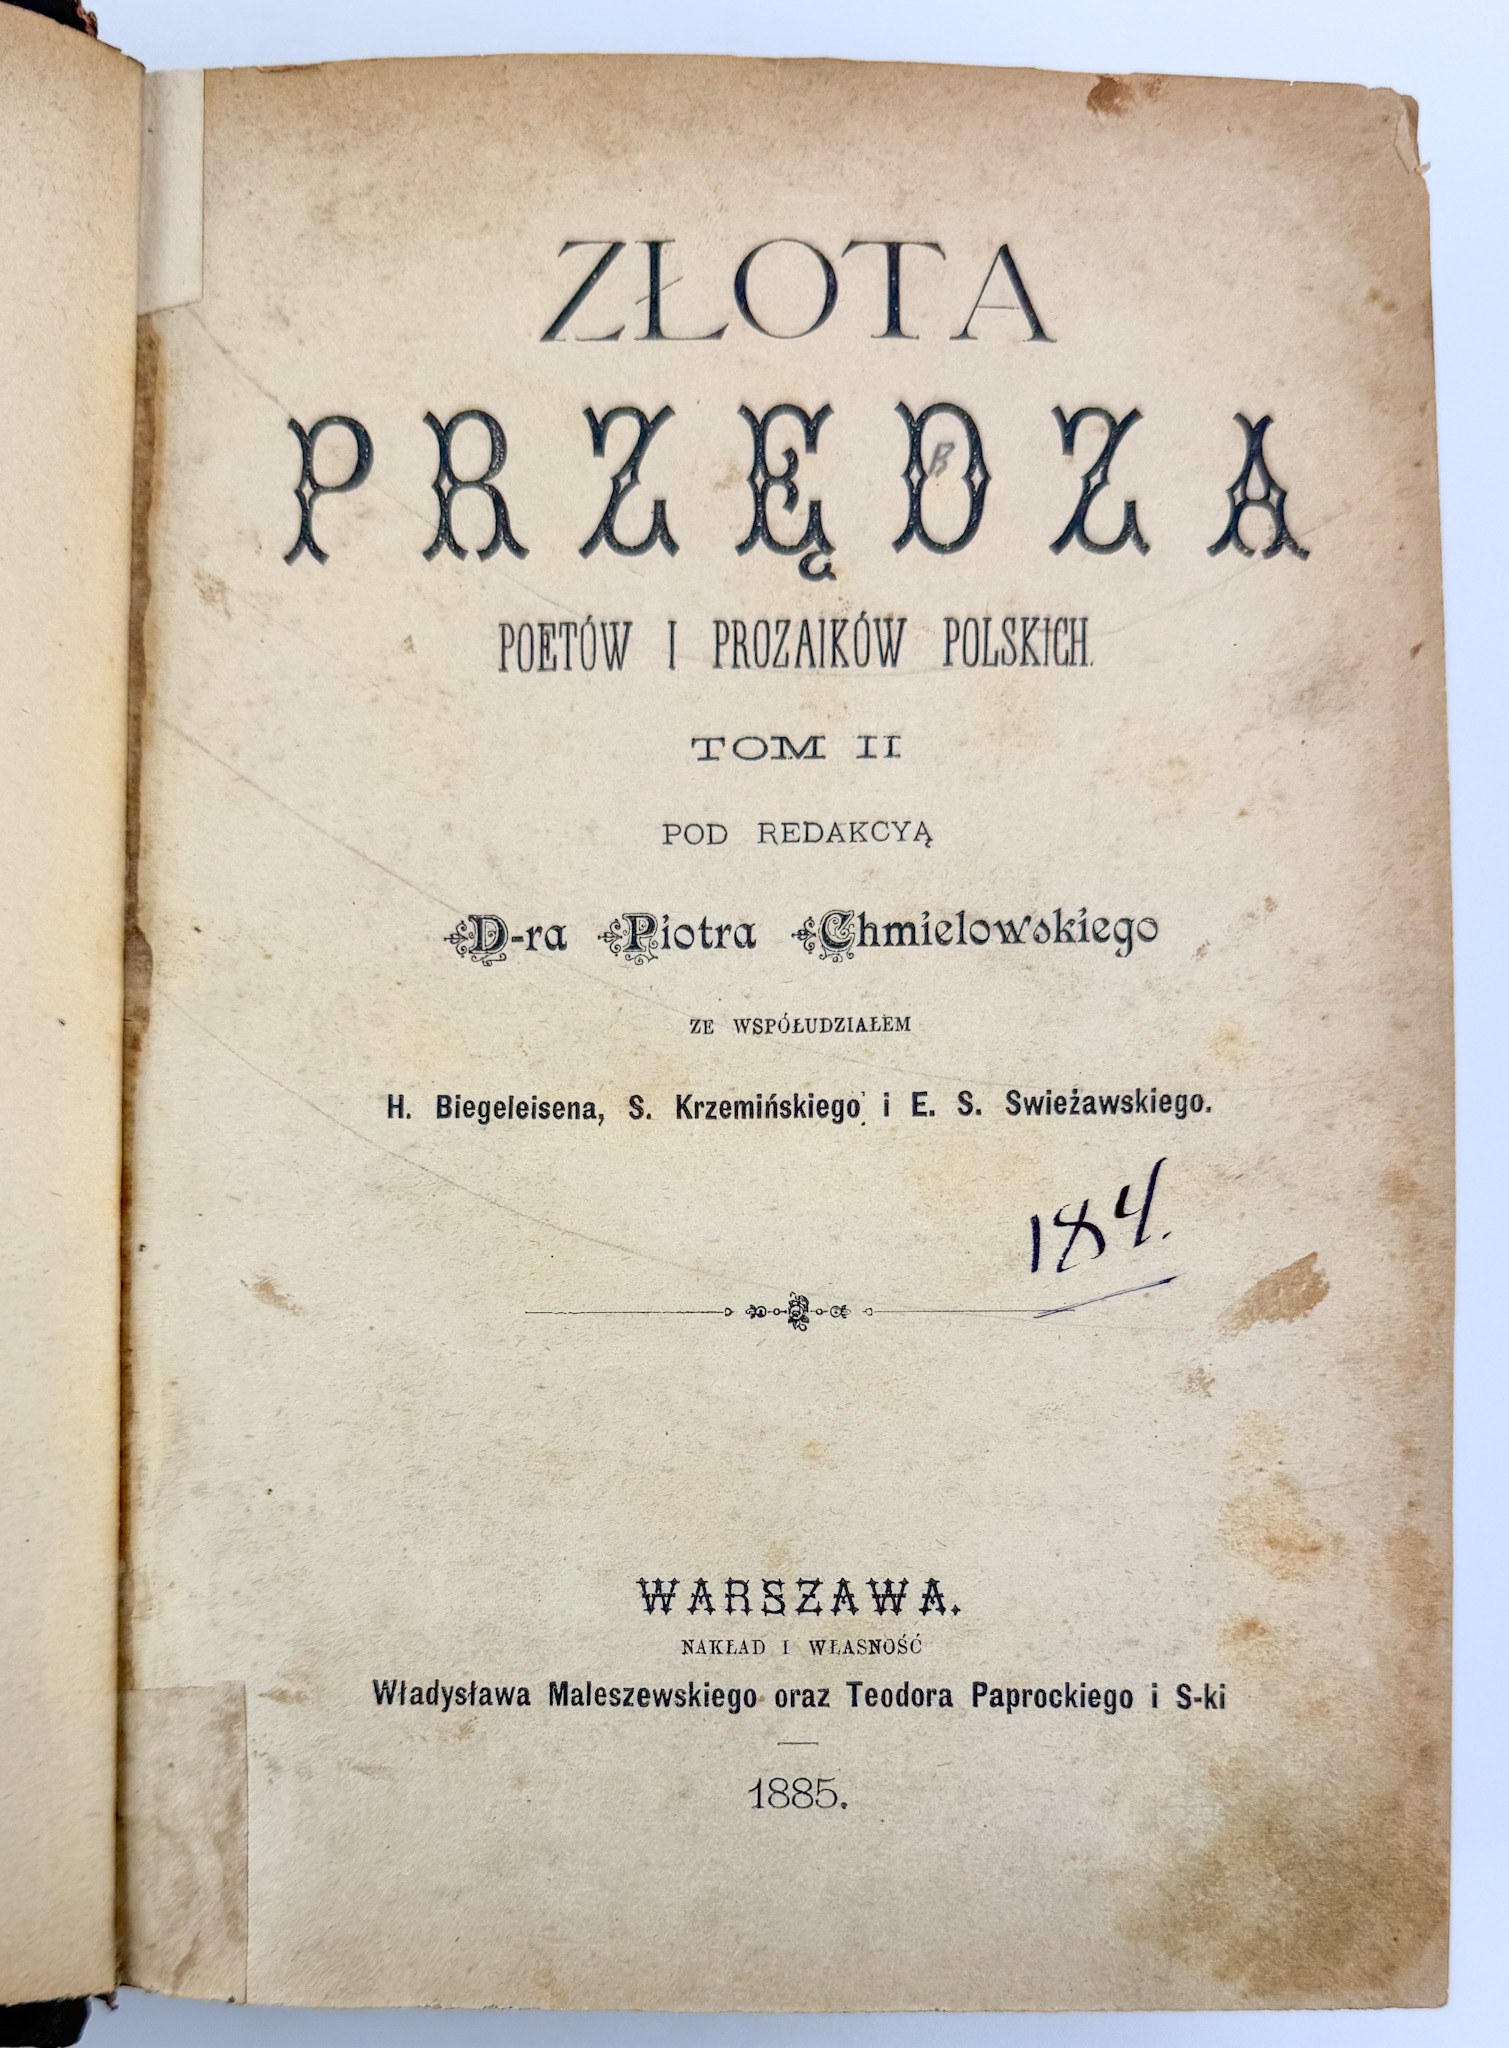 ZŁOTA
PRZĘDZA
B
POETÓW I PROZAIKÓW POLSKICH.
TOM II
POD REDAKCYĄ
D-ra Piotra Chmielowskiego
ZE WSPÓŁUDZIAŁEM
H. Biegeleisena, S. Krzemińskiego i E. S. Swieżawskiego.
184.
WARSZAWA.
NAKŁAD I WŁASNOŚĆ
Władysława Maleszewskiego oraz Teodora Paprockiego i S-ki
1885.